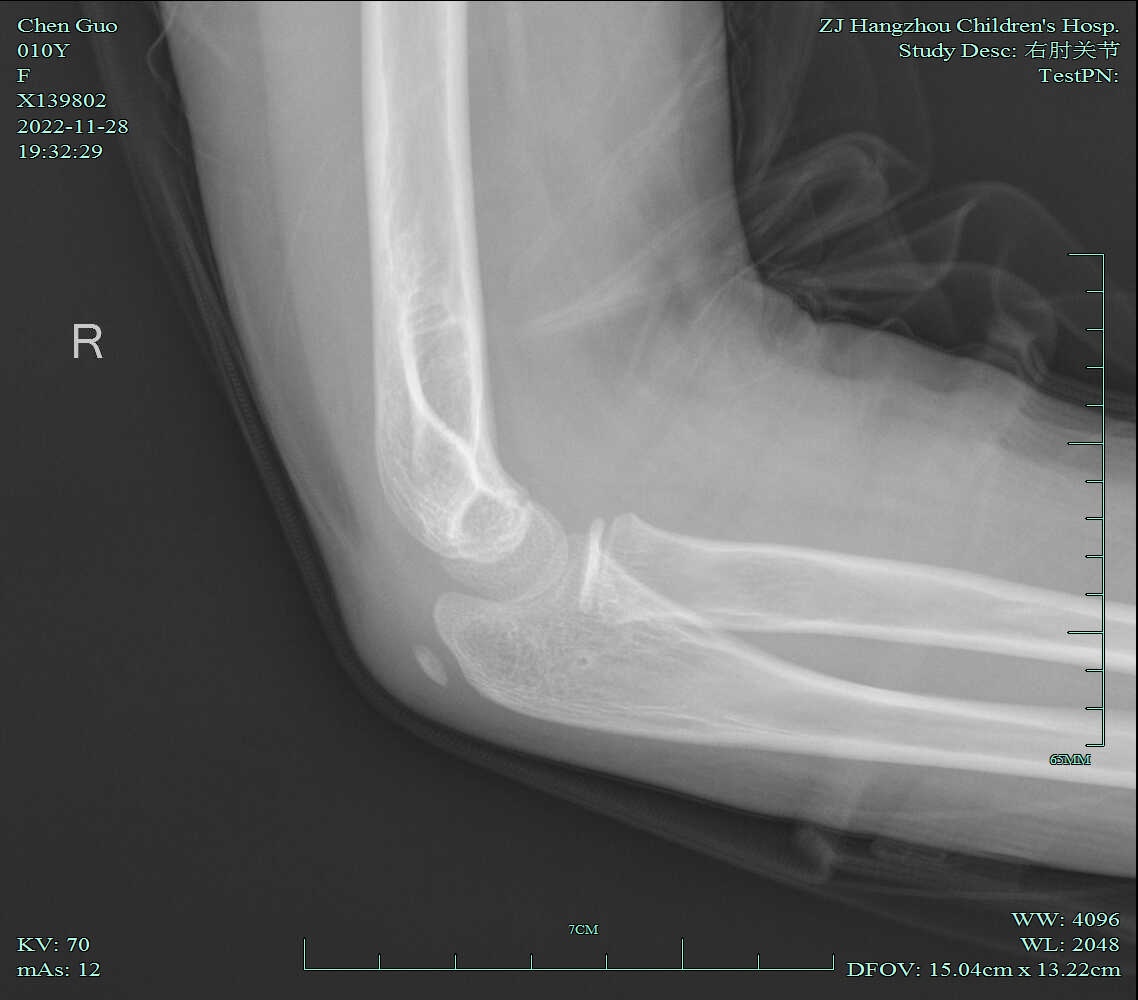 Chen Guo
010Y
F
X139802
2022-11-28
19:32:29
ZJ Hangzhou Children's Hosp.
Study Desc: 右肘关节
TestPN:
R
65MM
7CM
KV: 70
mAs: 12
WW: 4096
WL: 2048
DFOV: 15.04cm x 13.22cm